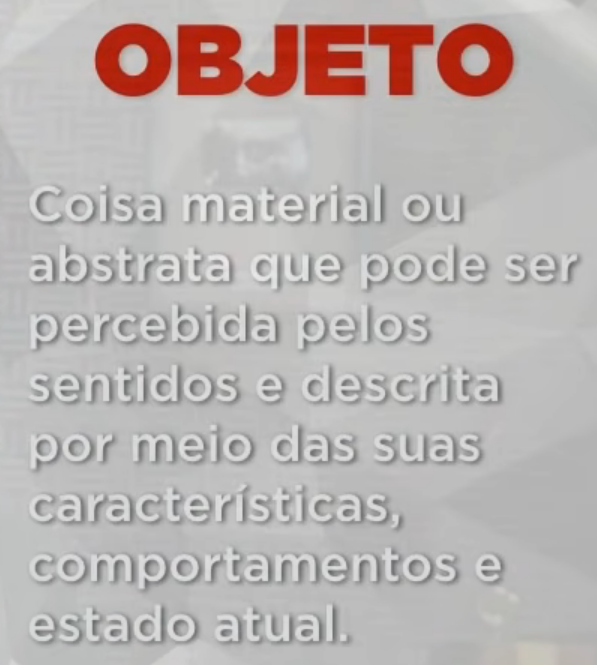 OBJETO
Coisa material ou
abstrata que pode ser
percebida pelos
sentidos e descrita
por meio das suas
características,
comportamentos e
estado atual.